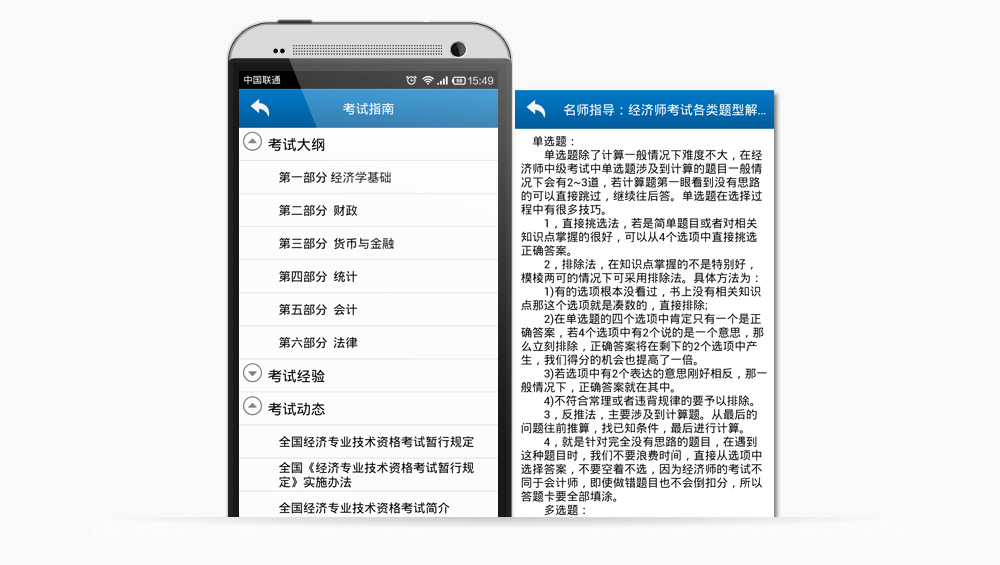 中国联通
15:49
考试指南
考试大纲
第一部分 经济学基础
第二部分 财政
第三部分 货币与金融
第四部分 统计
第五部分 会计
第六部分 法律
考试经验
考试动态
全国经济专业技术资格考试暂行规定
全国《经济专业技术资格考试暂行规
定》实施办法
全国经济专业技术资格考试简介
名师指导：经济师考试各类题型解...
单选题：
单选题除了计算一般情况下难度不大，在经
济师中级考试中单选题涉及到计算的题目一般情
况下会有2~3道，若计算题第一眼看到没有思路
的可以直接跳过，继续往后答。单选题在选择过
程中有很多技巧。
1，直接挑选法，若是简单题目或者对相关
知识点掌握的很好，可以从4个选项中直接挑选
正确答案。
2，排除法，在知识点掌握的不是特别好，
模棱两可的情况下可采用排除法。具体方法为：
1)有的选项根本没看过，书上没有相关知识
点那这个选项就是凑数的，直接排除;
2)在单选题的四个选项中肯定只有一个是正
确答案，若4个选项中有2个说的是一个意思，那
么立刻排除，正确答案将在剩下的2个选项中产
生，我们得分的机会也提高了一倍。
3)若选项中有2个表达的意思刚好相反，那一
般情况下，正确答案就在其中。
4)不符合常理或者违背规律的要予以排除。
3，反推法，主要涉及到计算题。从最后的
问题往前推算，找已知条件，最后进行计算。
4，就是针对完全没有思路的题目，在遇到
这种题目时，我们不要浪费时间，直接从选项中
选择答案，不要空着不选，因为经济师的考试不
同于会计师，即使做错题目也不会倒扣分，所以
答题卡要全部填涂。
多选题：